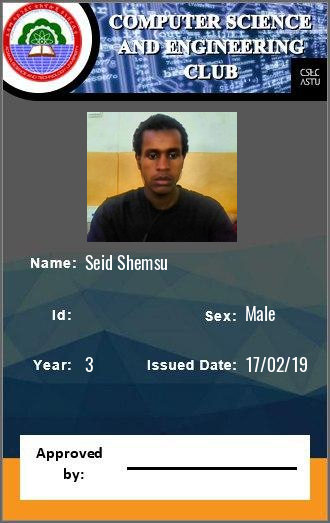 COMPUTER SCIENCE
AND ENGINEERING
CLUB
CSEC
ASTU
Name: Seid Shemsu
Id: Sex: Male
Year: 3 Issued Date: 17/02/19
Approved
by: